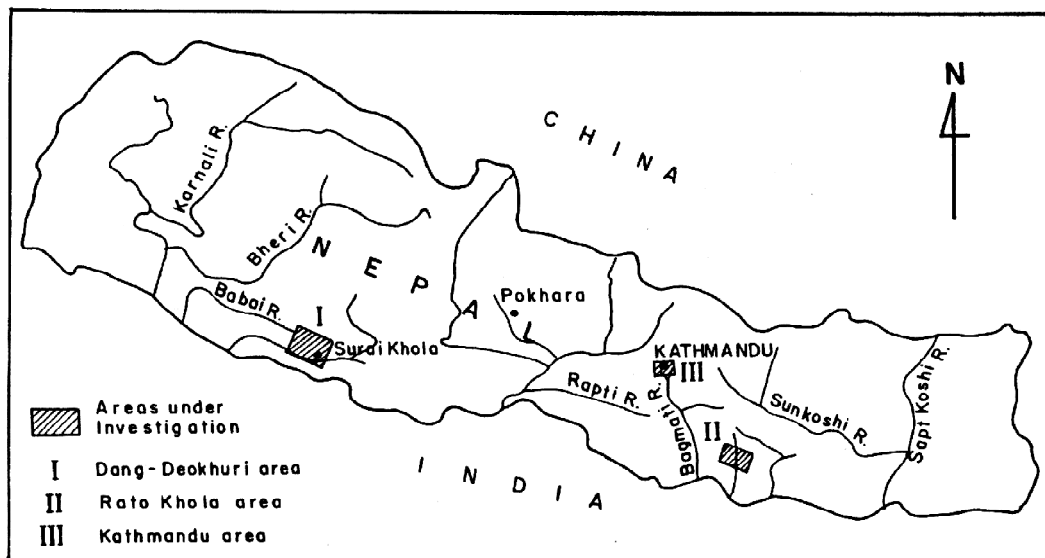 N
CHINA
Karnali R.
Bheri R.
NEPAL
Babai R.
I
Surai Khola
Pokhara
KATHMANDU
III
Rapti R.
Bagmati R.
II
Sunkoshi R.
Sapt Koshi R.
INDIA
Areas under
Investigation
I Dang-Deokhuri area
II Rato Khola area
III Kathmandu area